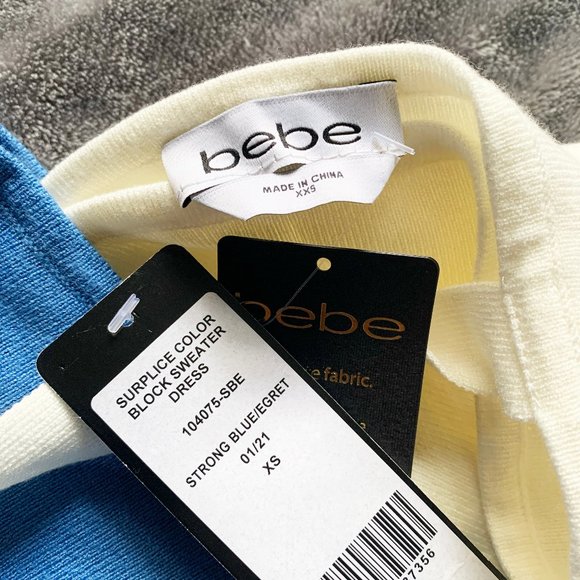 bebe
MADE IN CHINA
XXS
bebe
fabric.
SURPLICE COLOR
BLOCK SWEATER
DRESS
104075-SBE
STRONG BLUE/EGRET
01/21
XS
7356